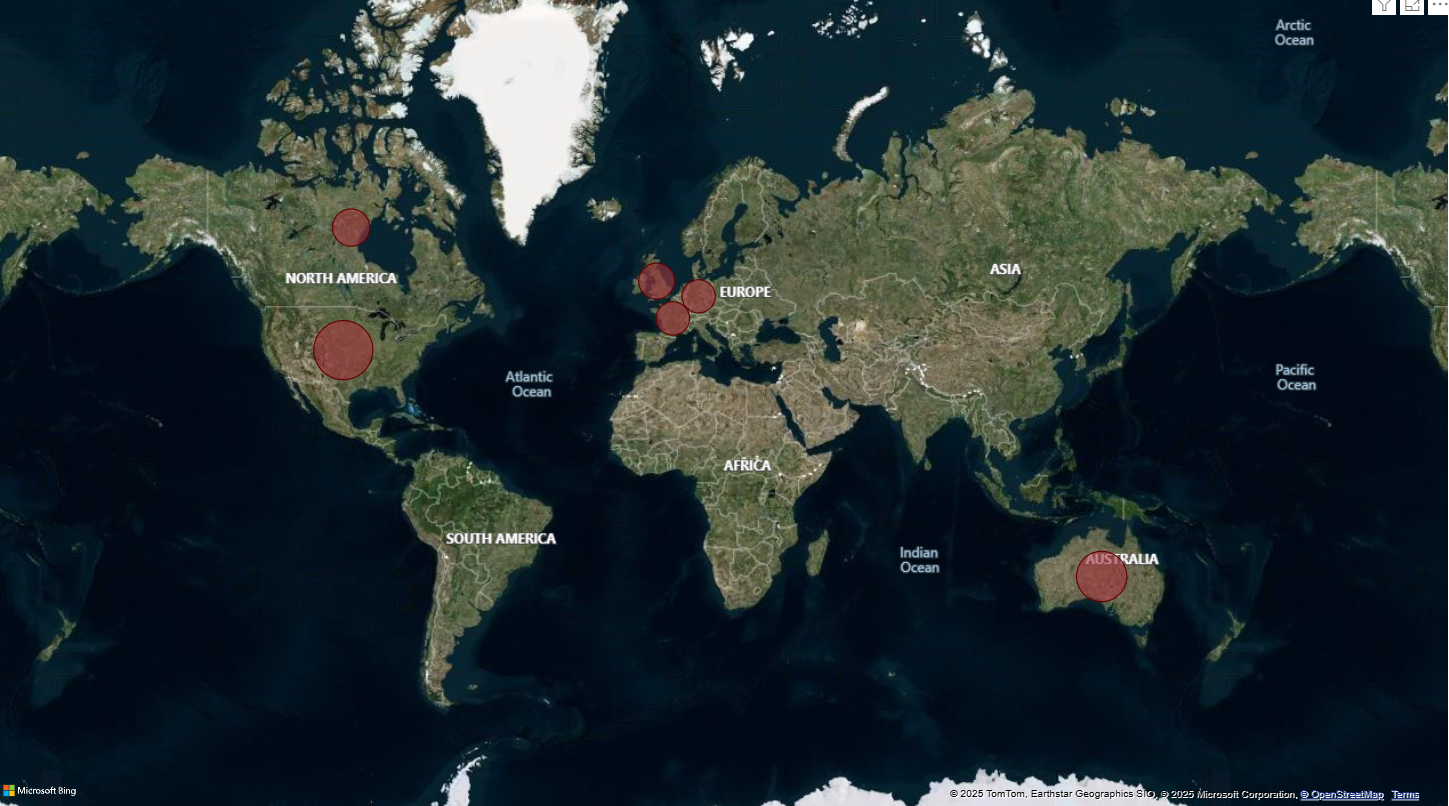 Arctic
Ocean
NORTH AMERICA
ASIA
EUROPE
Atlantic
Ocean
Pacific
Ocean
AFRICA
SOUTH AMERICA
Indian
Ocean
AUSTRALIA
Microsoft Bing
© 2025 TomTom, Earthstar Geographics SIO, © 2025 Microsoft Corporation, © OpenStreetMap Terms